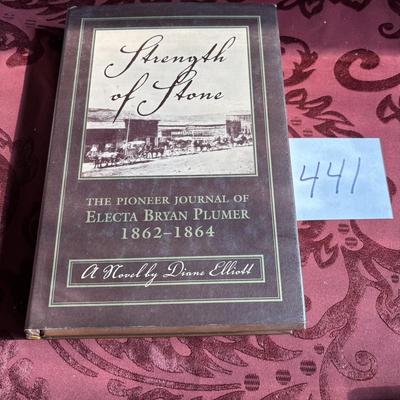 Strength
of Stone
THE PIONEER JOURNAL OF
ELECTA BRYAN PLUMER
1862–1864
A Novel by Diane Elliott
441